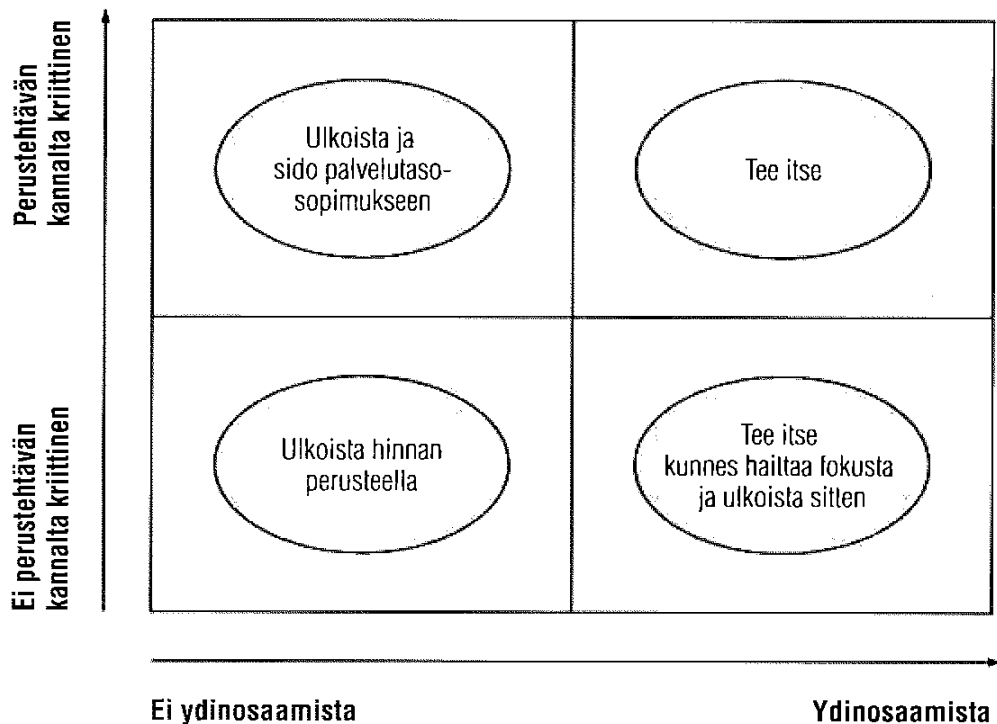 Perustehtävän
kannalta kriittinen
Ulkoista ja
sido palvelutaso-
sopimukseen
Tee itse
Ei perustehtävän
kannalta kriittinen
Ulkoista hinnan
perusteella
Tee itse
kunnes haittaa fokusta
ja ulkoista sitten
Ei ydinosaamista
Ydinosaamista